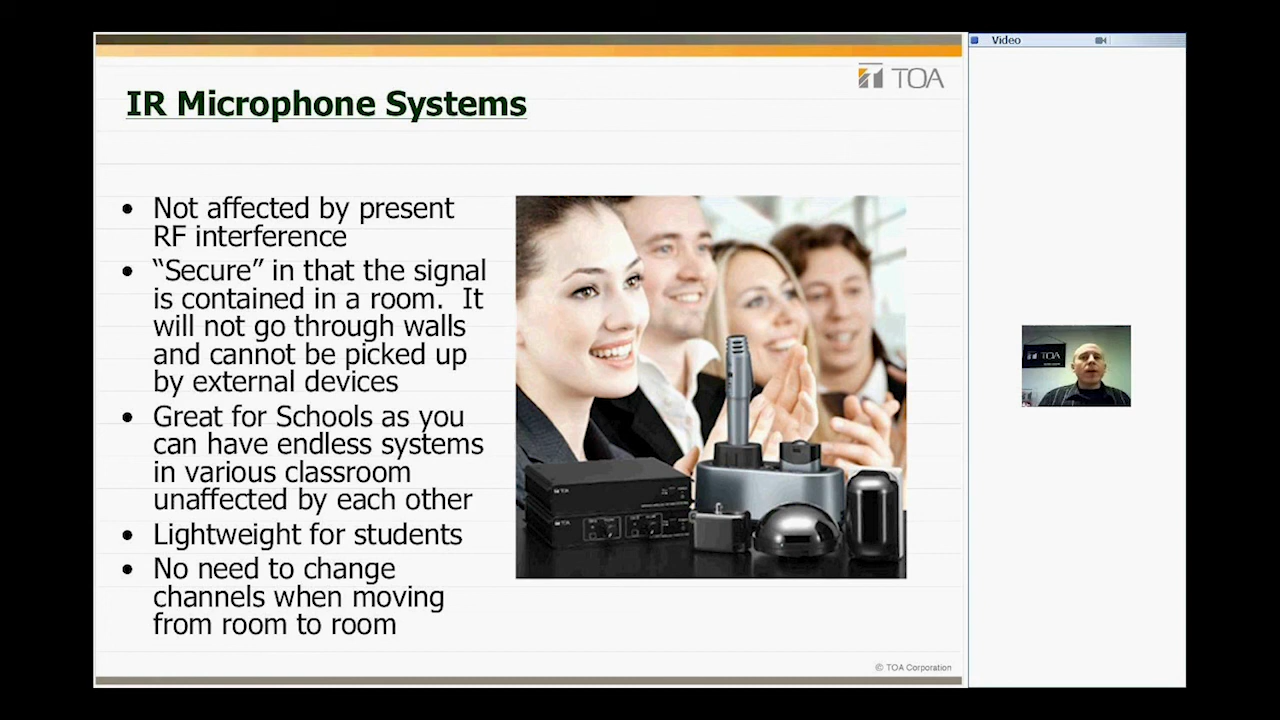 Video
TOA
IR Microphone Systems
• Not affected by present
RF interference
• “Secure” in that the signal
is contained in a room. It
will not go through walls
and cannot be picked up
by external devices
• Great for Schools as you
can have endless systems
in various classroom
unaffected by each other
• Lightweight for students
• No need to change
channels when moving
from room to room
TOA
TOA
TOA
© TOA Corporation